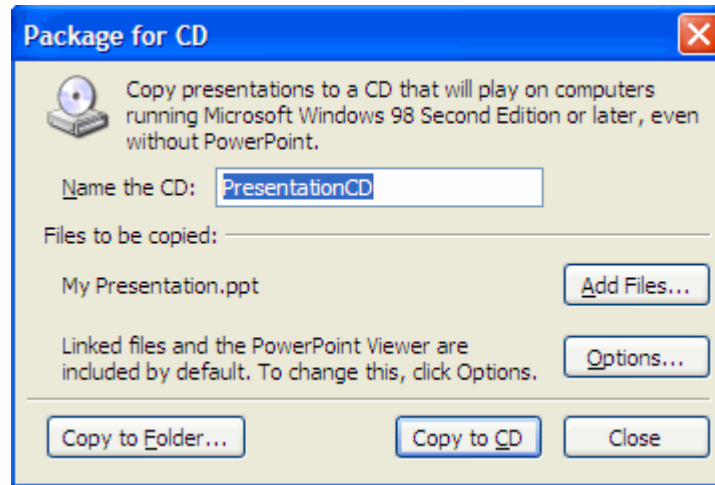 Package for CD
Copy presentations to a CD that will play on computers
running Microsoft Windows 98 Second Edition or later, even
without PowerPoint.
Name the CD: PresentationCD
Files to be copied:
My Presentation.ppt
Add Files...
Linked files and the PowerPoint Viewer are
included by default. To change this, click Options.
Options...
Copy to Folder...
Copy to CD
Close